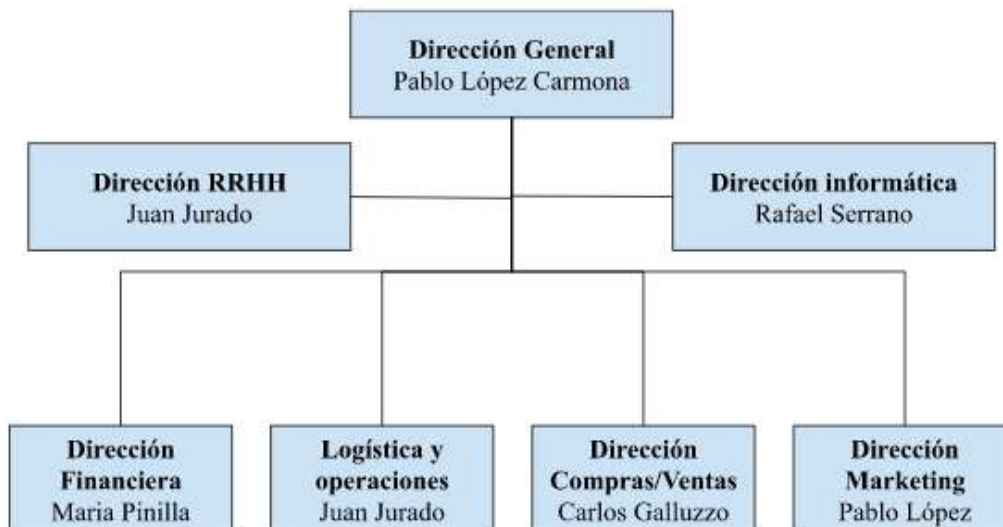 Dirección General
Pablo López Carmona
Dirección RRHH
Juan Jurado
Dirección informática
Rafael Serrano
Dirección
Financiera
Maria Pinilla
Logística y
operaciones
Juan Jurado
Dirección
Compras/Ventas
Carlos Galluzzo
Dirección
Marketing
Pablo López